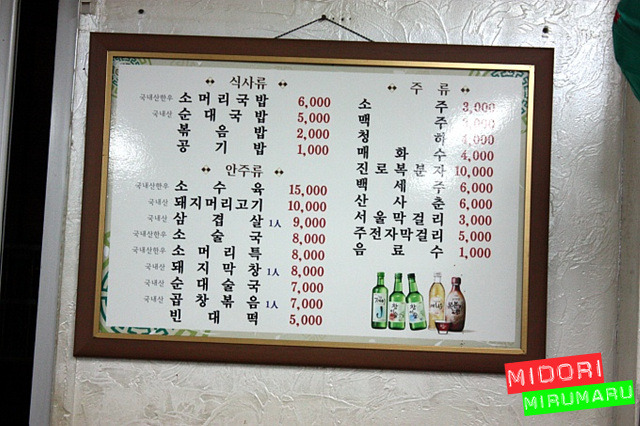 식사류
국내산한우 소머리국밥 6,000
국내산 순대국밥 5,000
볶음밥 2,000
공기밥 1,000
안주류
국내산한우 소수육 15,000
국내산 돼지머리고기 10,000
국내산 삼겹살 1人 9,000
국내산한우 소술국 8,000
국내산한우 소머리특 8,000
국내산 돼지막창 1人 8,000
국내산 순대술국 7,000
국내산 곱창볶음 1人 7,000
빈대떡 5,000
주류
소주 3,000
맥주
청하
매화수 4,000
진로복분자 10,000
백세주 6,000
산사춘 6,000
서울막걸리 3,000
주전자막걸리 5,000
음료수 1,000
MIDORI
MIRUMARU